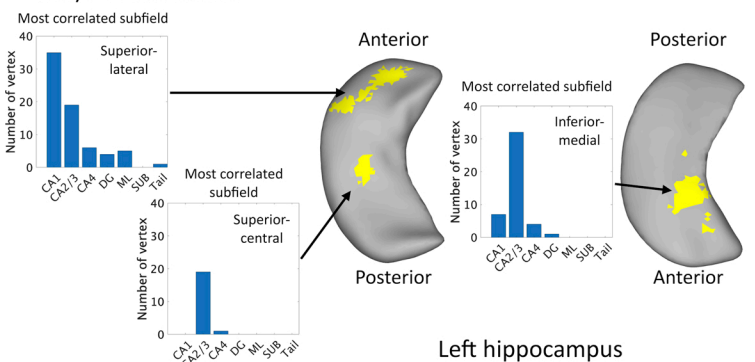 Most correlated subfield
Number of vertex
40
30
20
10
0
Superior-
lateral
CA1
CA2/3
CA4
DG
ML
SUB
Tail
Anterior
Posterior
Most correlated
subfield
Number of vertex
40
30
20
10
0
Superior-
central
CA1
CA2/3
CA4
DG
ML
SUB
Tail
Posterior
Anterior
Most correlated subfield
Number of vertex
40
30
20
10
0
Inferior-
medial
CA1
CA2/3
CA4
DG
ML
SUB
Tail
Left hippocampus